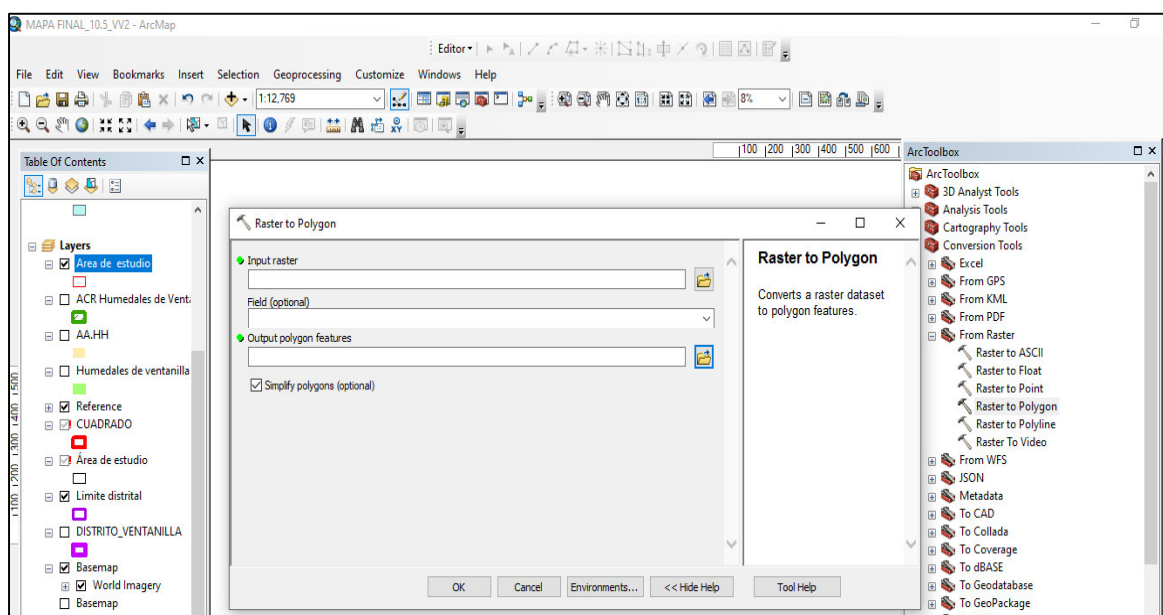 MAPA FINAL_10.5_VV2 - ArcMap
Editor
File Edit View Bookmarks Insert Selection Geoprocessing Customize Windows Help
1:12,769
8%
Table Of Contents
Layers
Area de estudio
ACR Humedales de Venta
AA.HH
Humedales de ventanilla
Reference
CUADRADO
Área de estudio
Limite distrital
DISTRITO_VENTANILLA
Basemap
World Imagery
Basemap
100 200 300 400 500 600
100 200 300 400 500
Raster to Polygon
Input raster
Field (optional)
Output polygon features
Simplify polygons (optional)
Raster to Polygon
Converts a raster dataset
to polygon features.
OK Cancel Environments... << Hide Help Tool Help
ArcToolbox
ArcToolbox
3D Analyst Tools
Analysis Tools
Cartography Tools
Conversion Tools
Excel
From GPS
From KML
From PDF
From Raster
Raster to ASCII
Raster to Float
Raster to Point
Raster to Polygon
Raster to Polyline
Raster To Video
From WFS
JSON
Metadata
To CAD
To Collada
To Coverage
To dBASE
To Geodatabase
To GeoPackage